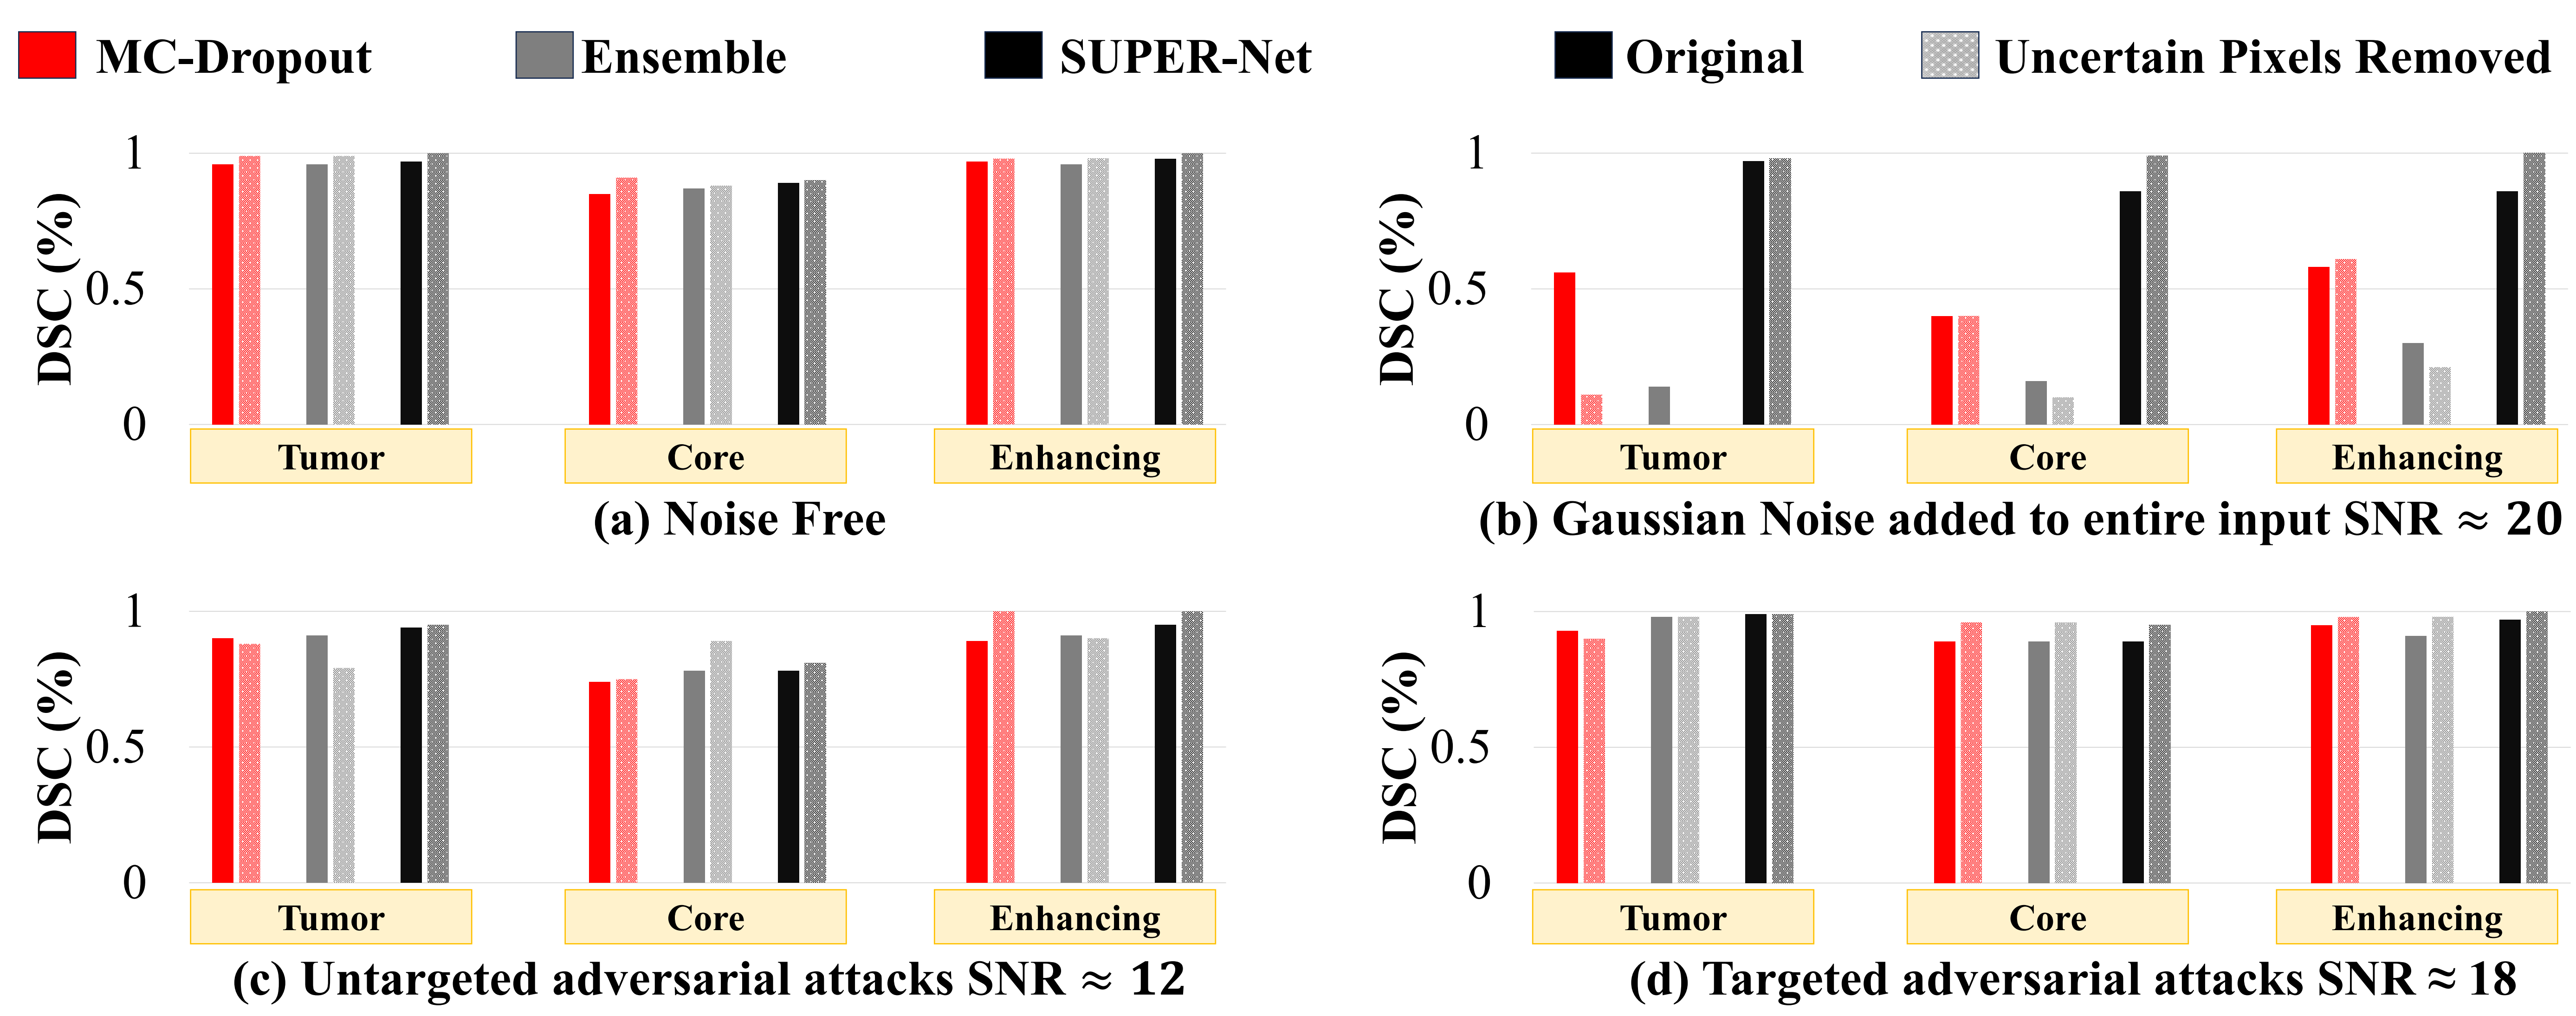 MC-Dropout Ensemble SUPER-Net Original Uncertain Pixels Removed
DSC (%)
1
0.5
0
Tumor Core Enhancing
(a) Noise Free
DSC (%)
1
0.5
0
Tumor Core Enhancing
(b) Gaussian Noise added to entire input SNR ≈ 20
DSC (%)
1
0.5
0
Tumor Core Enhancing
(c) Untargeted adversarial attacks SNR ≈ 12
DSC (%)
1
0.5
0
Tumor Core Enhancing
(d) Targeted adversarial attacks SNR ≈ 18